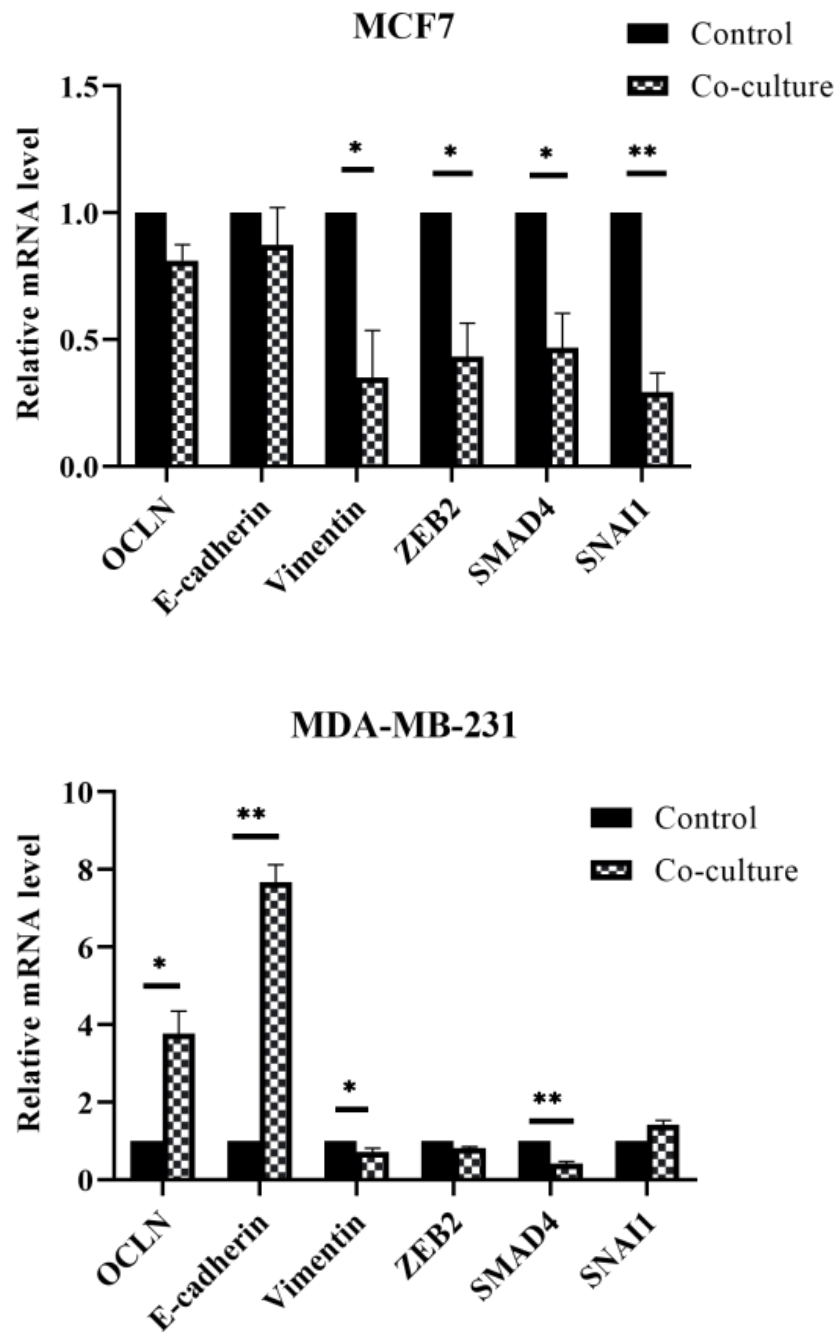 MCF7
Control
Co-culture
Relative mRNA level
1.5
1.0
0.5
0.0
*
*
*
**
OCLN
E-cadherin
Vimentin
ZEB2
SMAD4
SNAI1
MDA-MB-231
Control
Co-culture
Relative mRNA level
10
8
6
4
2
0
*
**
*
**
OCLN
E-cadherin
Vimentin
ZEB2
SMAD4
SNAI1